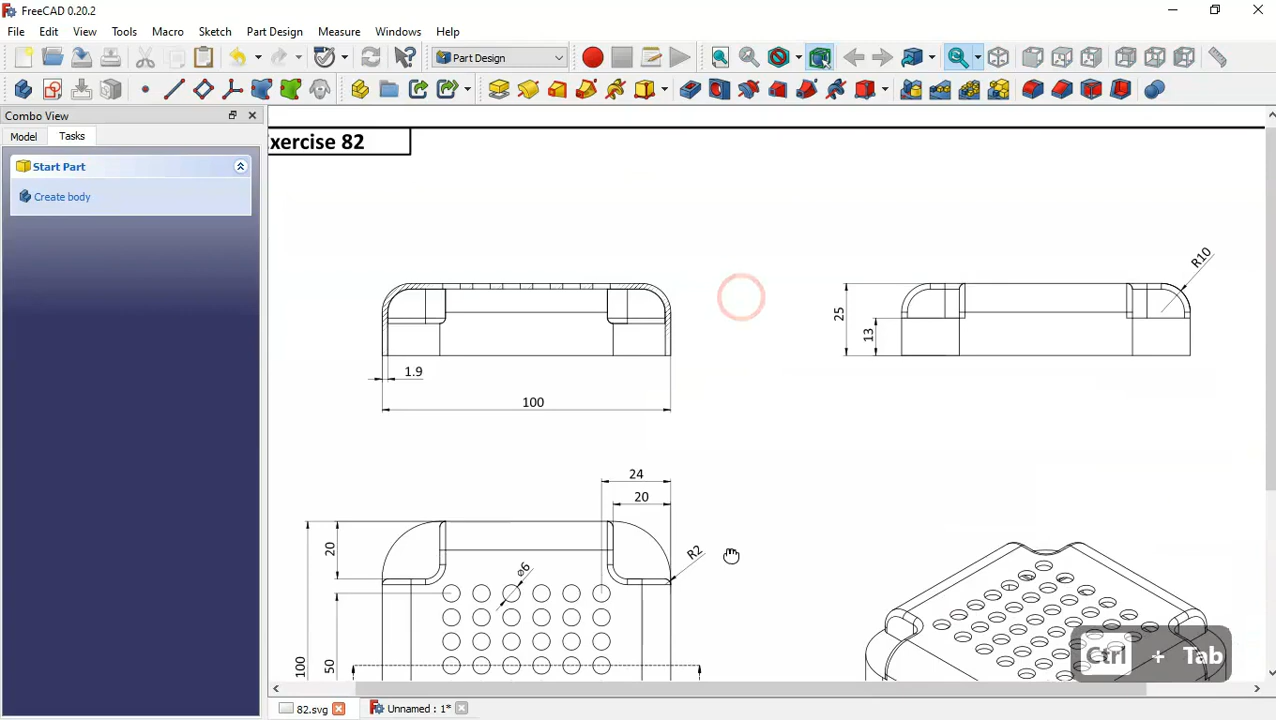 FreeCAD 0.20.2
File Edit View Tools Macro Sketch Part Design Measure Windows Help
Part Design
Combo View
Model Tasks
Start Part
Create body
xercise 82
R10
25
13
1.9
100
24
20
20
R2
⌀6
100
50
Ctrl + Tab
82.svg
Unnamed : 1*